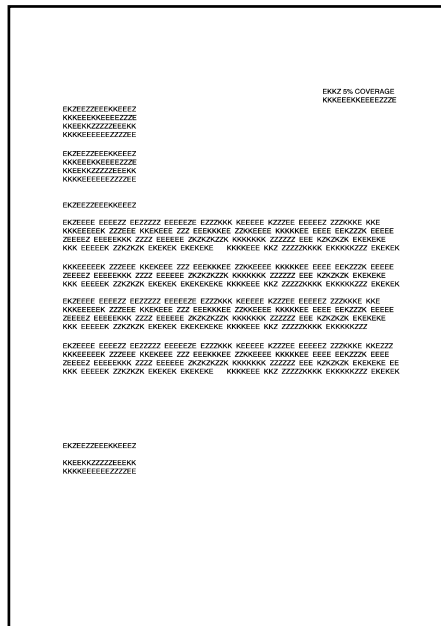 EKKZ 5% COVERAGE
KKKEEEKKEEEEZZZE
EKZEEZZEEEKKEEEZ
KKKEEEKKEEEEZZZE
KKEEKKZZZZZEEEKK
KKKKEEEEEEZZZZEE
EKZEEZZEEEKKEEEZ
KKKEEEKKEEEEZZZE
KKEEKKZZZZZEEEKK
KKKKEEEEEEZZZZEE
EKZEEZZEEEKKEEEZ
EKZEEEE EEEEZZ EEZZZZZ EEEEEZE EZZZKKK KEEEEE KZZZEE EEEEEZ ZZZKKKE KKE
KKKEEEEEK ZZZEEE KKEKEEE ZZZ EEEKKKEE ZZKKEEEE KKKKKEE EEEE EEKZZZK EEEEE
ZEEEEZ EEEEEKKK ZZZZ EEEEEE ZKZKZKZZK KKKKKKK ZZZZZZ EEE KZKZKZK EKEKEKE
KKK EEEEEK ZZKZKZK EKEKEK EKEKEKE KKKKEEE KKZ ZZZZZKKKK EKKKKKZZZ EKEKEK
KKKEEEEEK ZZZEEE KKEKEEE ZZZ EEEKKKEE ZZKKEEEE KKKKKEE EEEE EEKZZZK EEEEE
ZEEEEZ EEEEEKKK ZZZZ EEEEEE ZKZKZKZZK KKKKKKK ZZZZZZ EEE KZKZKZK EKEKEKE
KKK EEEEEK ZZKZKZK EKEKEK EKEKEKEKE KKKKEEE KKZ ZZZZZKKKK EKKKKKZZZ EKEKEK
EKZEEEE EEEEZZ EEZZZZZ EEEEEZE EZZZKKK KEEEEE KZZZEE EEEEEZ ZZZKKKE KKE
KKKEEEEEK ZZZEEE KKEKEEE ZZZ EEEKKKEE ZZKKEEEE KKKKKEE EEEE EEKZZZK EEEEE
ZEEEEZ EEEEEKKK ZZZZ EEEEEE ZKZKZKZZK KKKKKKK ZZZZZZ EEE KZKZKZK EKEKEKE
KKK EEEEEK ZZKZKZK EKEKEK EKEKEKEKE KKKKEEE KKZ ZZZZZKKKK EKKKKKZZZ
EKZEEEE EEEEZZ EEZZZZZ EEEEEZE EZZZKKK KEEEEE KZZZEE EEEEEZ ZZZKKKE KKEZZZ
KKKEEEEEK ZZZEEE KKEKEEE ZZZ EEEKKKEE ZZKKEEEE KKKKKEE EEEE EEKZZZK EEEE
ZEEEEZ EEEEEKKK ZZZZ EEEEEE ZKZKZKZZK KKKKKKK ZZZZZZ EEE KZKZKZK EKEKEKE EE
KKK EEEEEK ZZKZKZK EKEKEK EKEKEKE KKKKEEE KKZ ZZZZZKKKK EKKKKKZZZ EKEKEK
EKZEEZZEEEKKEEEZ
KKEEKKZZZZZEEEKK
KKKKEEEEEEZZZZEE